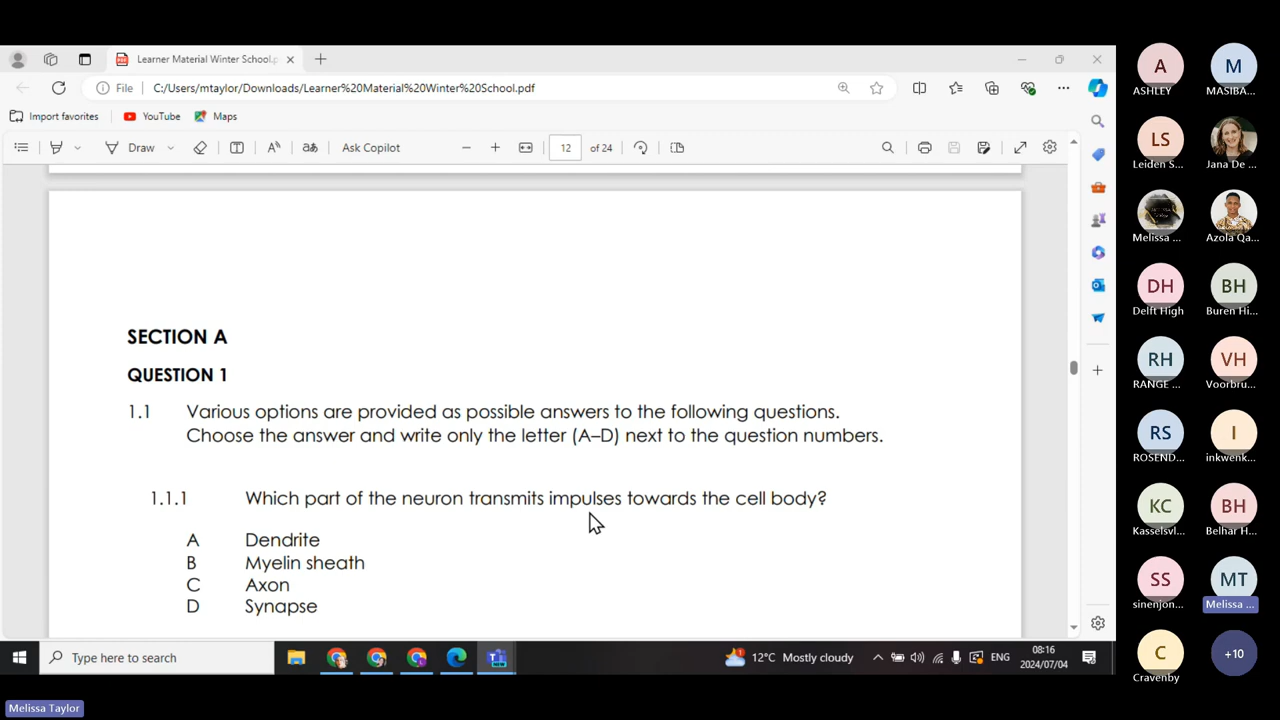 Learner Material Winter School.p
File
C:/Users/mtaylor/Downloads/Learner%20Material%20Winter%20School.pdf
Import favorites
YouTube
Maps
Draw
Ask Copilot
12
of 24
SECTION A
QUESTION 1
1.1 Various options are provided as possible answers to the following questions.
Choose the answer and write only the letter (A–D) next to the question numbers.
1.1.1 Which part of the neuron transmits impulses towards the cell body?
A Dendrite
B Myelin sheath
C Axon
D Synapse
Type here to search
12°C Mostly cloudy
ENG
08:16
2024/07/04
Melissa Taylor
A
ASHLEY
M
MASIBA...
LS
Leiden S...
Jana De ...
Melissa ...
Azola Qa...
DH
Delft High
BH
Buren Hi...
RH
RANGE ...
VH
Voorbru...
RS
ROSEND...
I
inkwenk...
KC
Kasselsvl...
BH
Belhar H...
SS
sinenjon...
MT
Melissa ...
C
Cravenby
+10